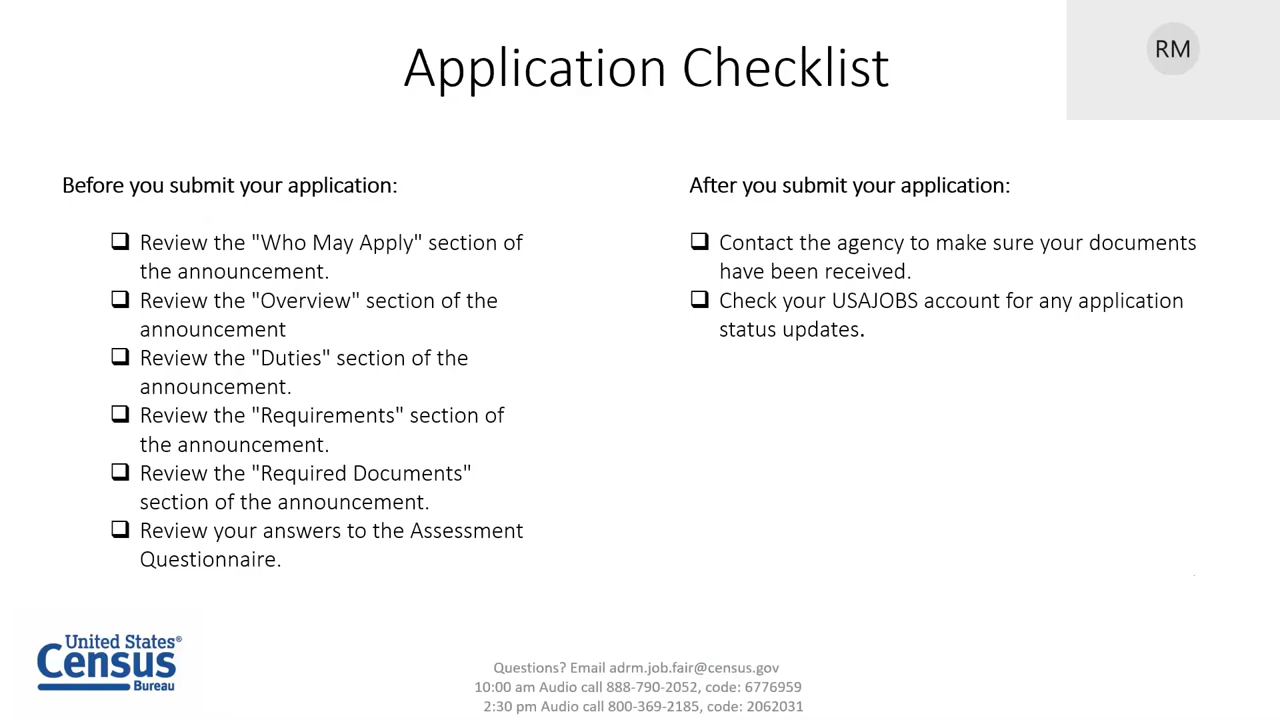 Application Checklist
RM
Before you submit your application:
❑ Review the "Who May Apply" section of
the announcement.
❑ Review the "Overview" section of the
announcement
❑ Review the "Duties" section of the
announcement.
❑ Review the "Requirements" section of
the announcement.
❑ Review the "Required Documents"
section of the announcement.
❑ Review your answers to the Assessment
Questionnaire.
After you submit your application:
❑ Contact the agency to make sure your documents
have been received.
❑ Check your USAJOBS account for any application
status updates.
United States®
Census
Bureau
Questions? Email adrm.job.fair@census.gov
10:00 am Audio call 888-790-2052, code: 6776959
2:30 pm Audio call 800-369-2185, code: 2062031